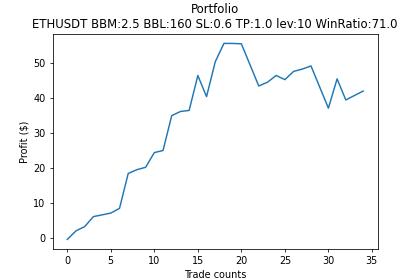 Portfolio
ETHUSDT BBM:2.5 BBL:160 SL:0.6 TP:1.0 lev:10 WinRatio:71.0
Profit ($)
50
40
30
20
10
0
0 5 10 15 20 25 30 35
Trade counts